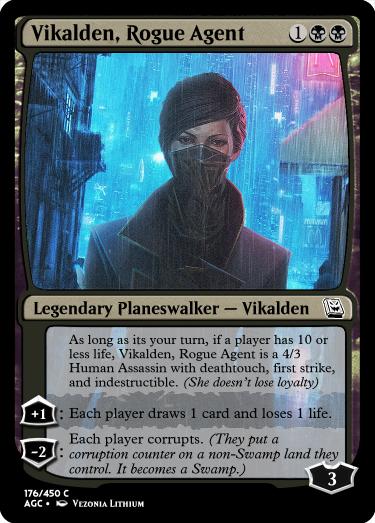 Vikalden, Rogue Agent 1
Legendary Planeswalker — Vikalden
As long as its your turn, if a player has 10 or
less life, Vikalden, Rogue Agent is a 4/3
Human Assassin with deathtouch, first strike,
and indestructible. (She doesn't lose loyalty)
+1: Each player draws 1 card and loses 1 life.
Each player corrupts. (They put a
-2: corruption counter on a non-Swamp land they
control. It becomes a Swamp.)
3
176/450 C
AGC • Vezonia Lithium